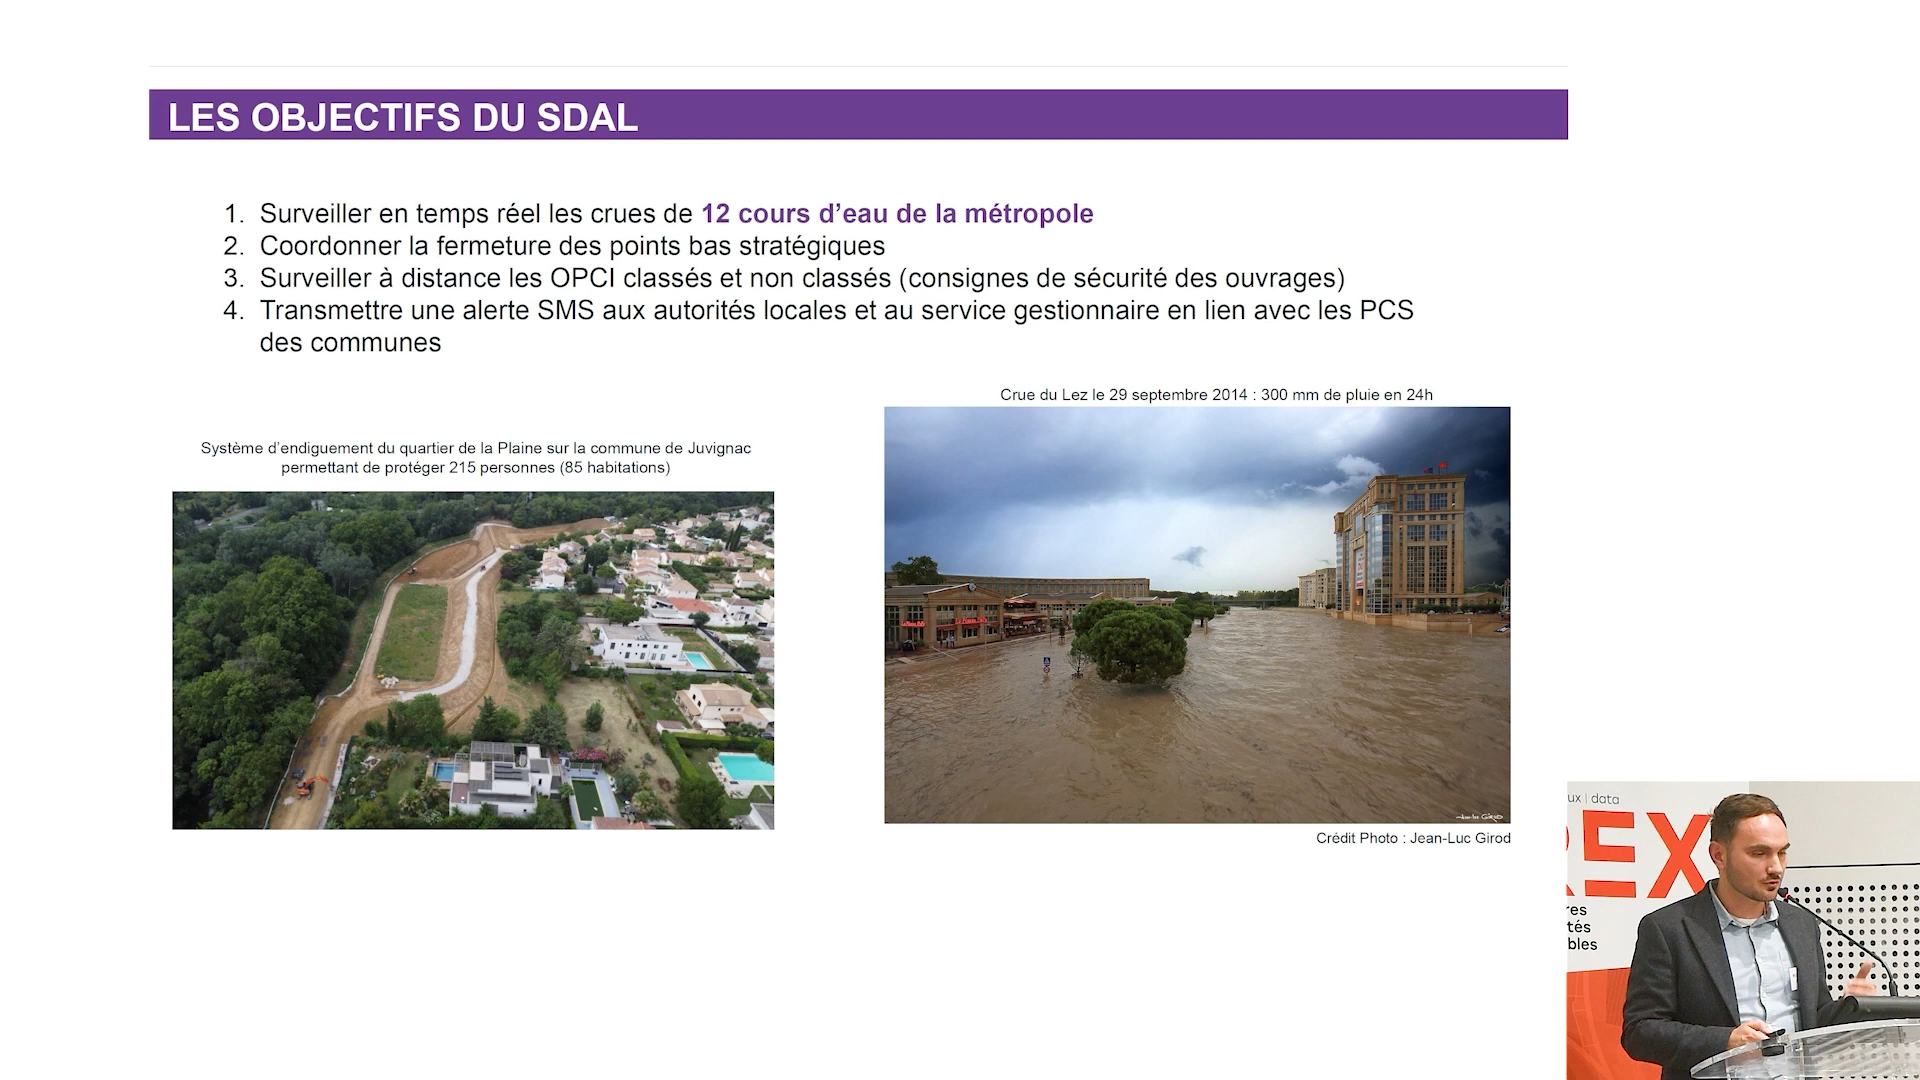 LES OBJECTIFS DU SDAL
1. Surveiller en temps réel les crues de 12 cours d’eau de la métropole
2. Coordonner la fermeture des points bas stratégiques
3. Surveiller à distance les OPCI classés et non classés (consignes de sécurité des ouvrages)
4. Transmettre une alerte SMS aux autorités locales et au service gestionnaire en lien avec les PCS
des communes
Système d’endiguement du quartier de la Plaine sur la commune de Juvignac
permettant de protéger 215 personnes (85 habitations)
Crue du Lez le 29 septembre 2014 : 300 mm de pluie en 24h
Crédit Photo : Jean-Luc Girod
ux | data
REX
res
tés
bles